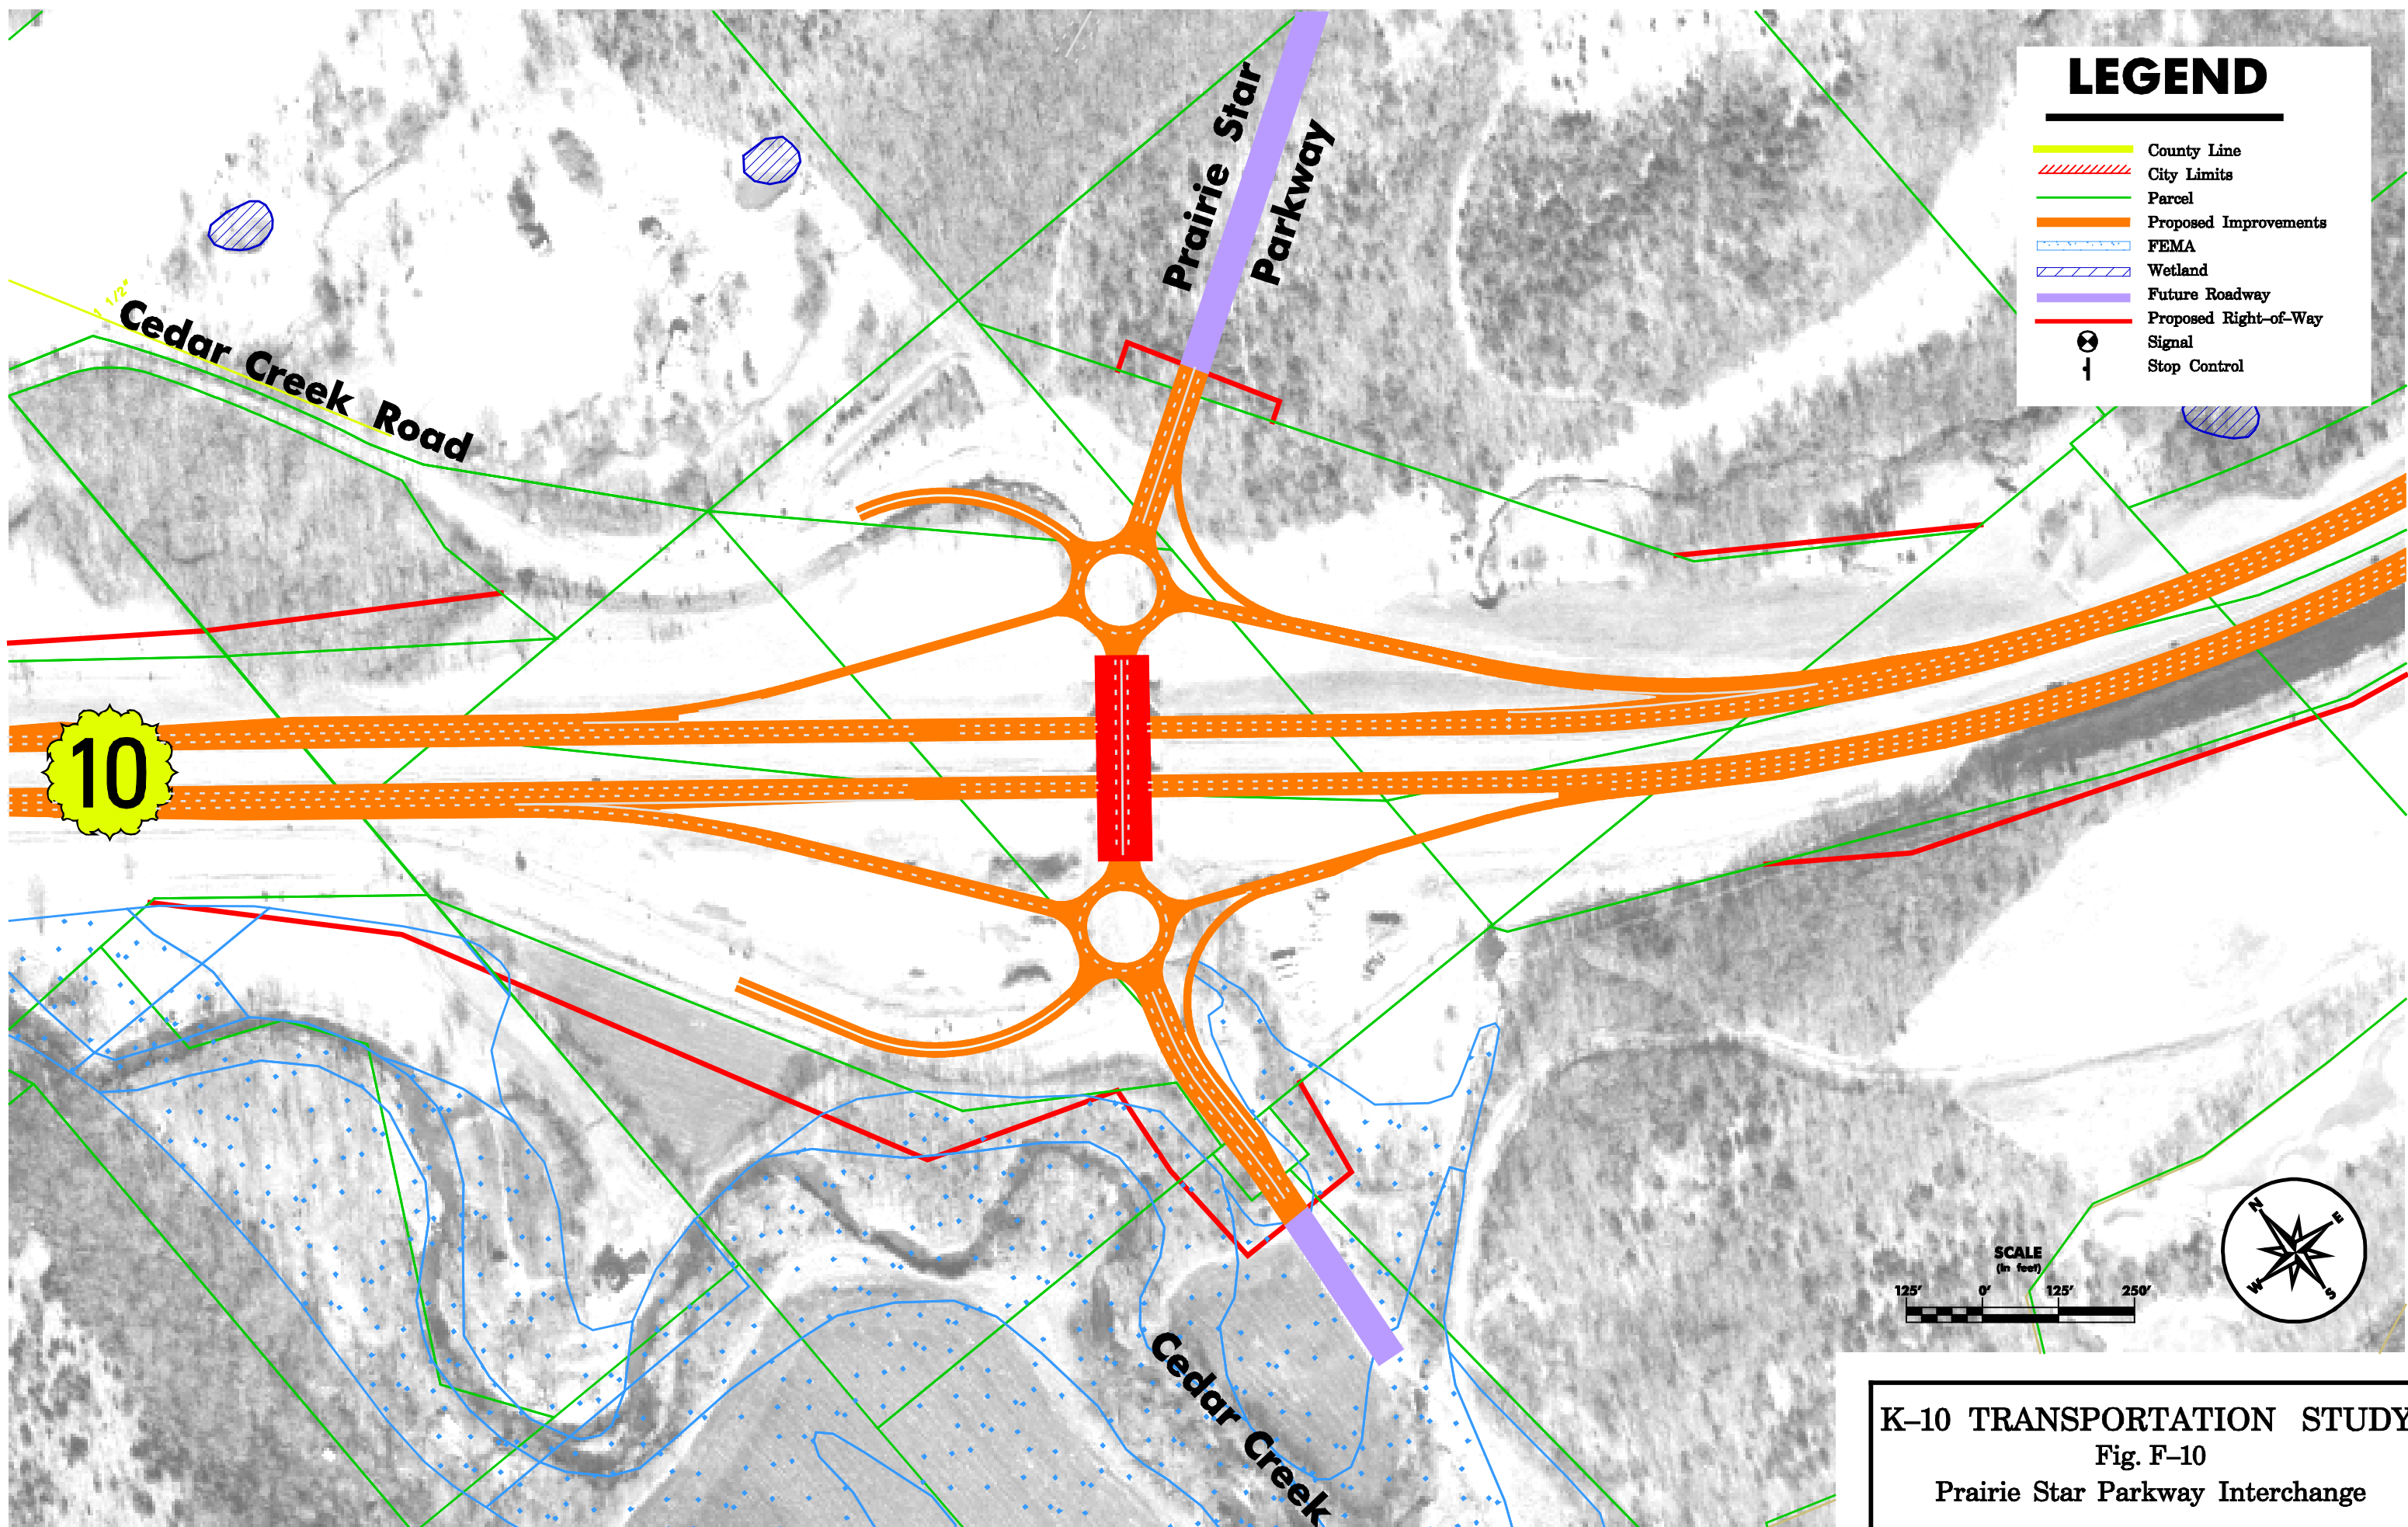 Prairie Star
Parkway
LEGEND
County Line
City Limits
Parcel
Proposed Improvements
FEMA
Wetland
Future Roadway
Proposed Right-of-Way
Signal
Stop Control
1/2"
Cedar Creek Road
10
Cedar Creek
N
E
W
S
SCALE
(in feet)
125' 0' 125' 250'
K-10 TRANSPORTATION STUDY
Fig. F-10
Prairie Star Parkway Interchange